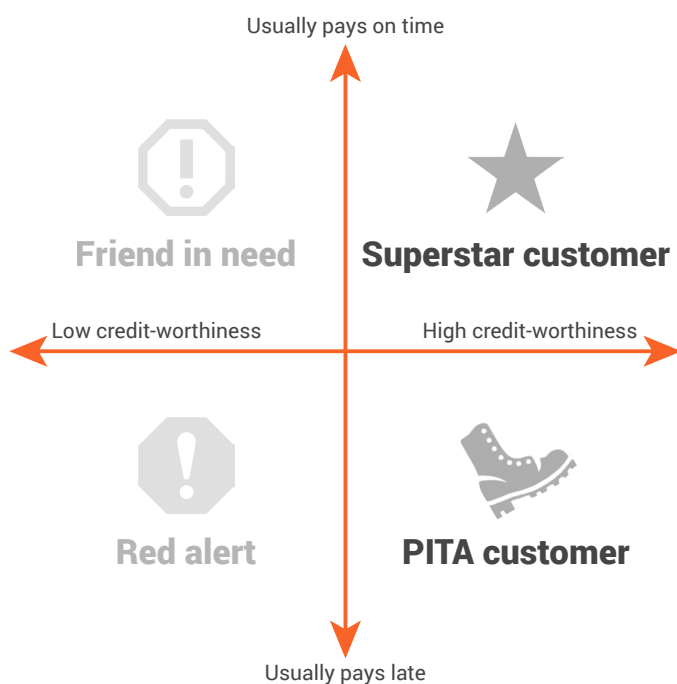 Usually pays on time
Friend in need
Superstar customer
Low credit-worthiness
High credit-worthiness
Red alert
PITA customer
Usually pays late